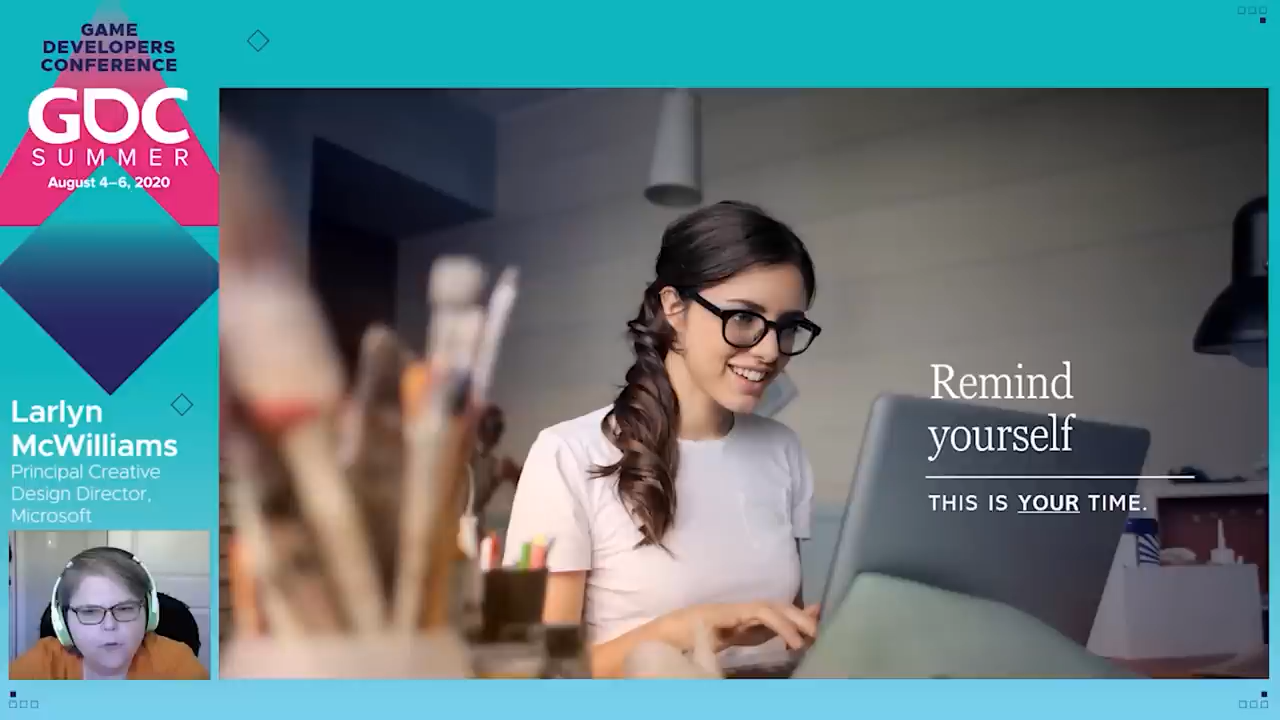 GAME
DEVELOPERS
CONFERENCE
GDC
SUMMER
August 4–6, 2020
Larlyn
McWilliams
Principal Creative
Design Director,
Microsoft
Remind
yourself
THIS IS YOUR TIME.